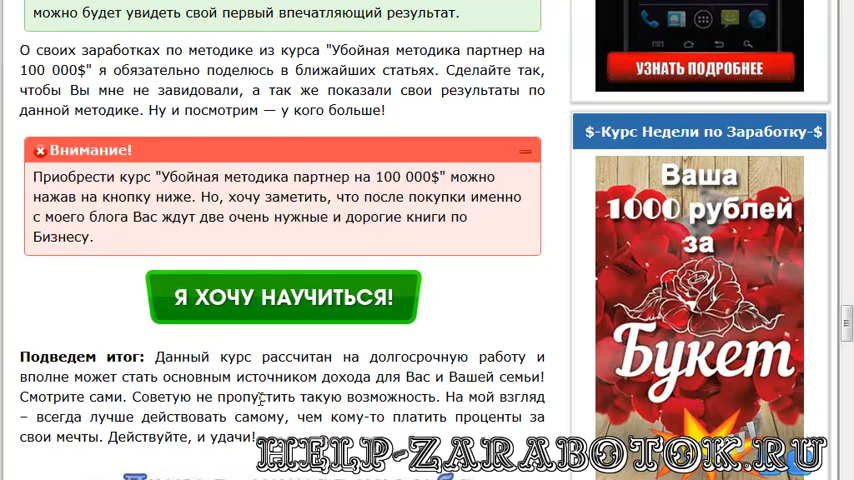 можно будет увидеть свой первый впечатляющий результат.
О своих заработках по методике из курса "Убойная методика партнер на
100 000$" я обязательно поделюсь в ближайших статьях. Сделайте так,
чтобы Вы мне не завидовали, а так же показали свои результаты по
данной методике. Ну и посмотрим — у кого больше!
Внимание!
Приобрести курс "Убойная методика партнер на 100 000$" можно
нажав на кнопку ниже. Но, хочу заметить, что после покупки именно
с моего блога Вас ждут две очень нужные и дорогие книги по
Бизнесу.
Я ХОЧУ НАУЧИТЬСЯ!
Подведем итог: Данный курс рассчитан на долгосрочную работу и
вполне может стать основным источником дохода для Вас и Вашей семьи!
Смотрите сами. Советую не пропустить такую возможность. На мой взгляд
– всегда лучше действовать самому, чем кому-то платить проценты за
свои мечты. Действуйте, и удачи!
УЗНАТЬ ПОДРОБНЕЕ
$-Курс Недели по Заработку-$
Ваша
1000 рублей
за
Букет
HELP-ZARABOTOK.RU